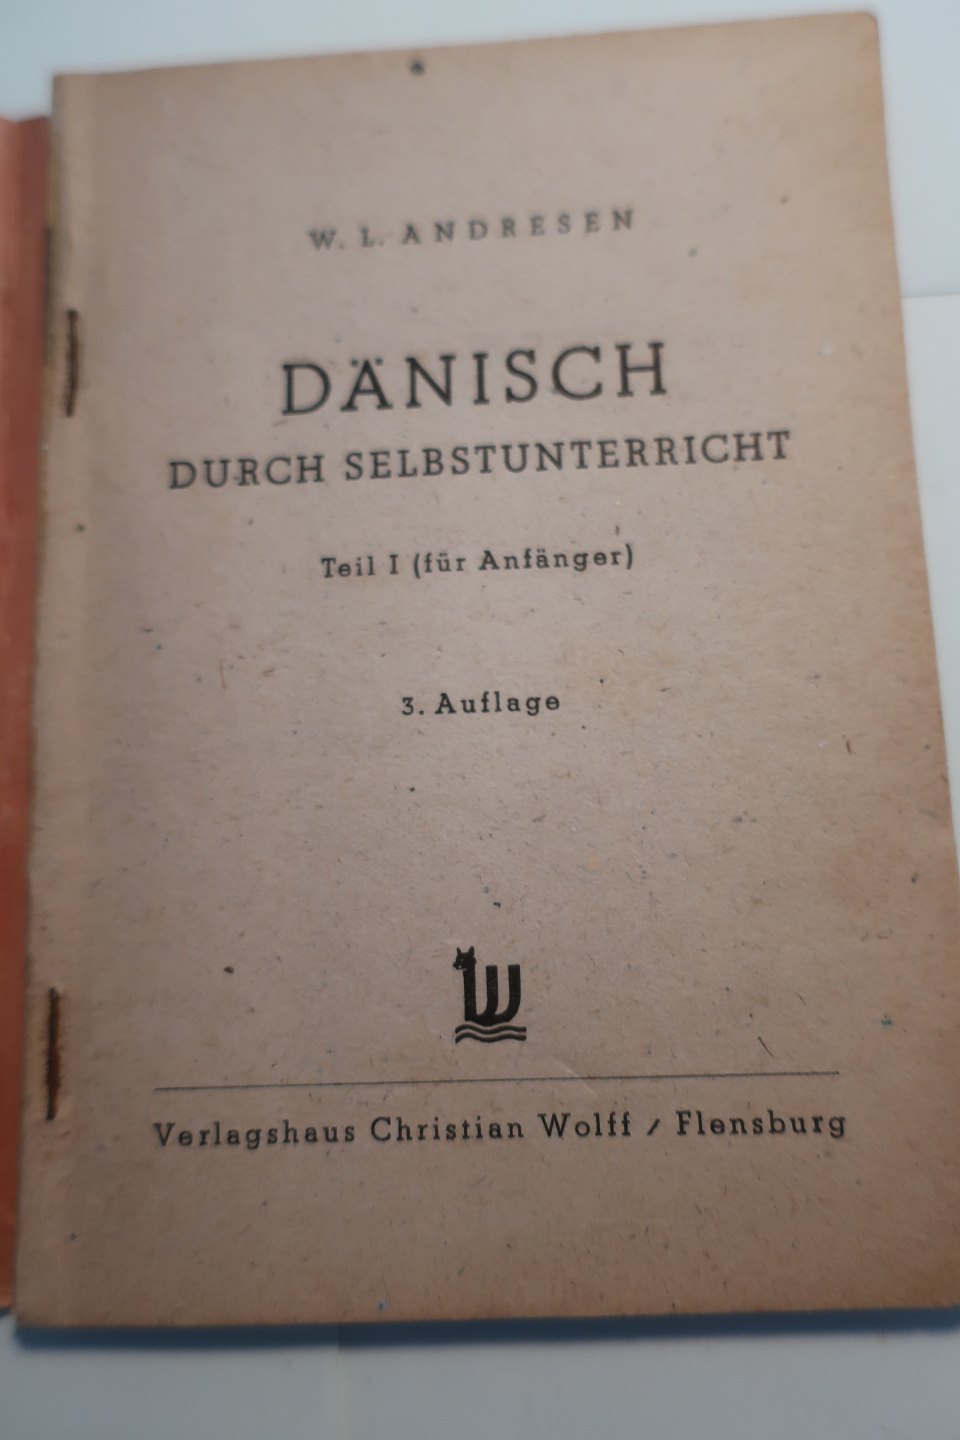 W. L. ANDRESEN
DÄNISCH
DURCH SELBSTUNTERRICHT
Teil I (für Anfänger)
3. Auflage
W
Verlagshaus Christian Wolff / Flensburg